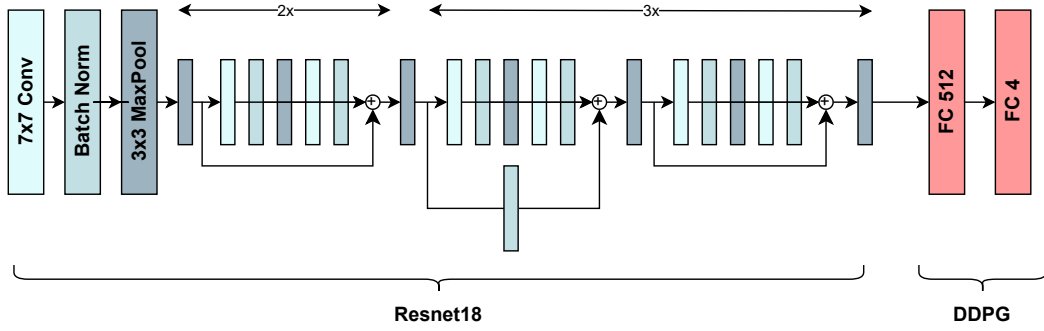 2x
3x
7x7 Conv
Batch Norm
3x3 MaxPool
FC 512
FC 4
Resnet18
DDPG